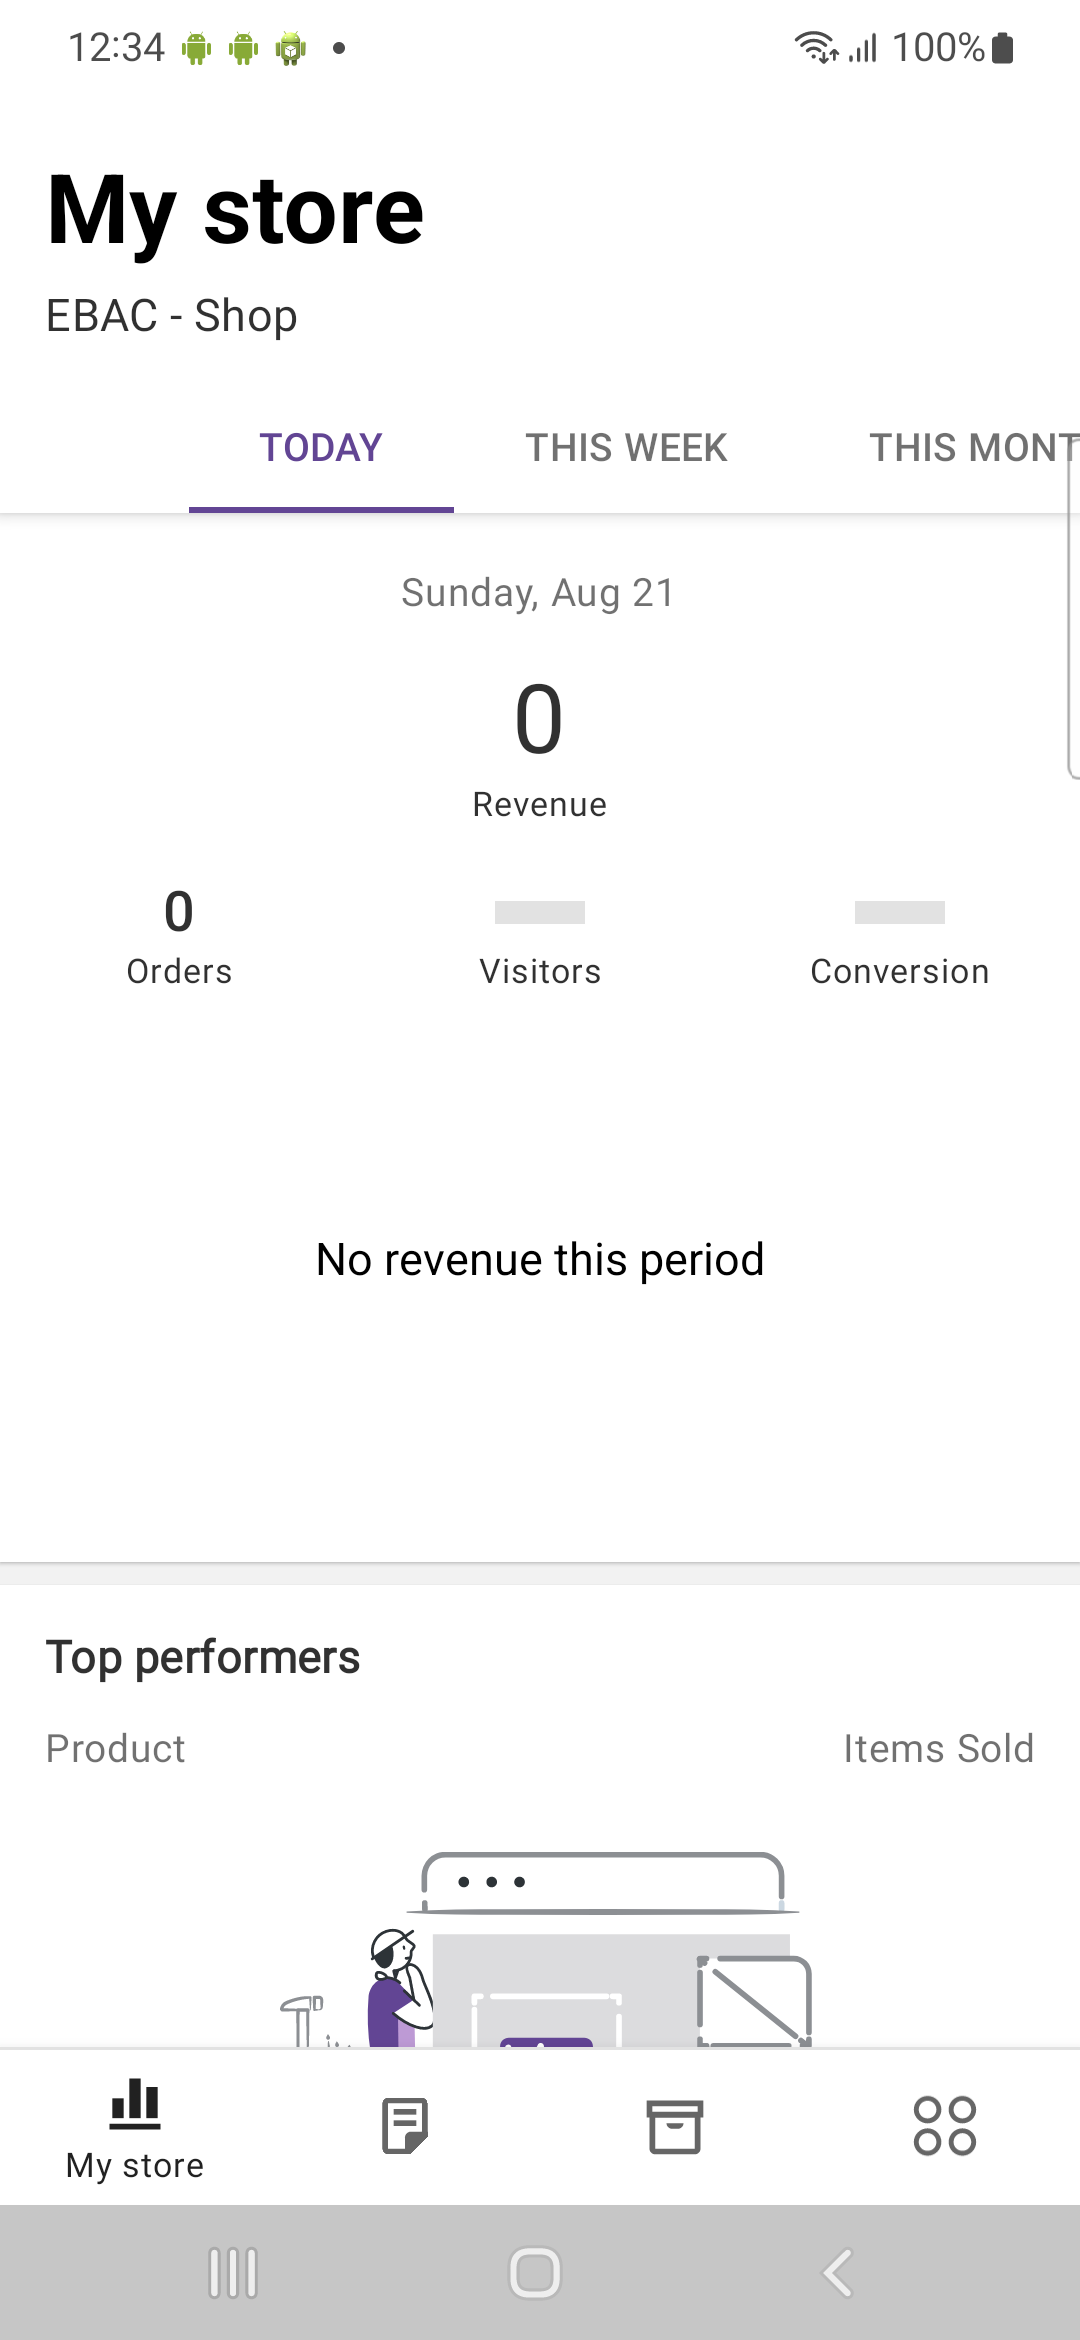 12:34
100%
My store
EBAC - Shop
TODAY THIS WEEK THIS MONT
Sunday, Aug 21
0
Revenue
0
Orders Visitors Conversion
No revenue this period
Top performers
Product Items Sold
My store